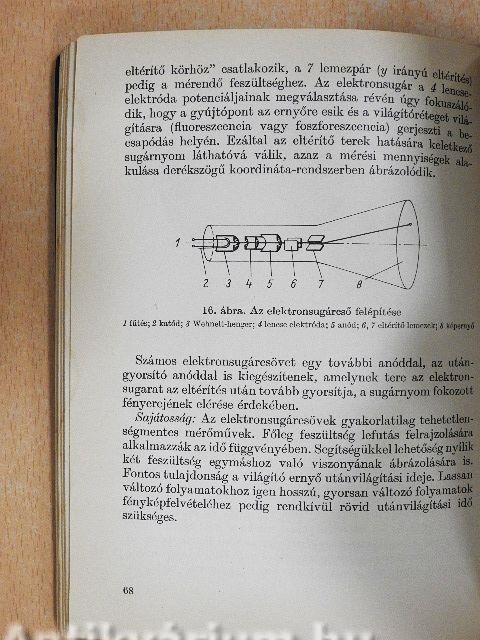 eltérítő körhöz" csatlakozik, a 7 lemezpár (y irányú eltérítés)
pedig a mérendő feszültséghez. Az elektronsugár a 4 lencse-
elektróda potenciáljainak megválasztása révén úgy fokuszáló-
dik, hogy a gyújtópont az ernyőre esik és a világítóréteget vilá-
gításra (fluoreszcencia vagy foszforeszcencia) gerjeszti a be-
csapódás helyén. Ezáltal az eltérítő terek hatására keletkező
sugárnyom láthatóvá válik, azaz a mérési mennyiségek ala-
kulása derékszögű koordináta-rendszerben ábrázolódik.
1
2 3 4 5 6 7 8
16. ábra. Az elektronsugárcső felépítése
1 fűtés; 2 katód; 3 Wehnelt-henger; 4 lencse elektróda; 5 anód; 6, 7 eltérítő lemezek; 8 képernyő
Számos elektronsugárcsövet egy további anóddal, az után-
gyorsító anóddal is kiegészítenek, amelynek tere az elektron-
sugarat az eltérítés után tovább gyorsítja, a sugárnyom fokozott
fényerejének elérése érdekében.
Sajátosság: Az elektronsugárcsövek gyakorlatilag tehetetlen-
ségmentes mérőművek. Főleg feszültség lefutás felrajzolására
alkalmazzák az idő függvényében. Segítségükkel lehetőség nyílik
két feszültség egymáshoz való viszonyának ábrázolására is.
Fontos tulajdonság a világító ernyő utánvilágítási ideje. Lassan
változó folyamatokhoz igen hosszú, gyorsan változó folyamatok
fényképfelvételéhez pedig rendkívül rövid utánvilágítási idő
szükséges.
68
Antikvárium.hu